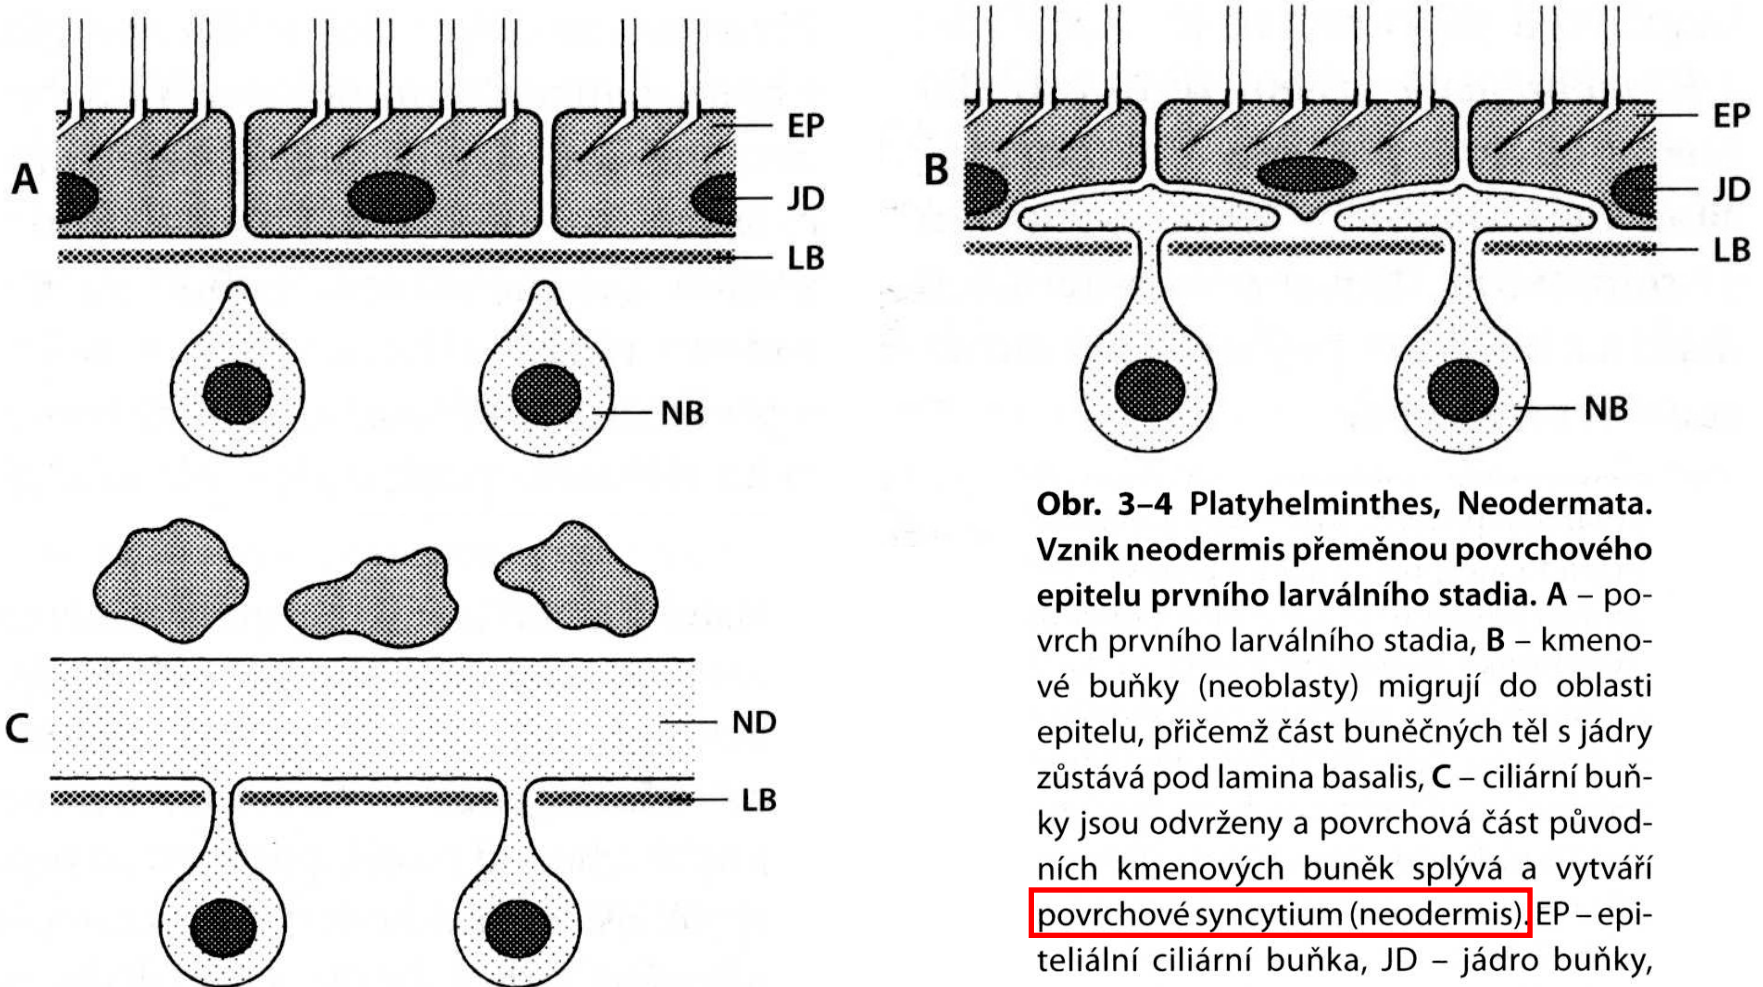 A
EP
JD
LB
NB
B
EP
JD
LB
NB
C
ND
LB
Obr. 3–4 Platyhelminthes, Neodermata.
Vznik neodermis přeměnou povrchového
epitelu prvního larválního stadia. A – po-
vrch prvního larválního stadia, B – kmeno-
vé buňky (neoblasty) migrují do oblasti
epitelu, přičemž část buněčných těl s jádry
zůstává pod lamina basalis, C – ciliární buň-
ky jsou odvrženy a povrchová část původ-
ních kmenových buněk splývá a vytváří
povrchové syncytium (neodermis). EP – epi-
teliální ciliární buňka, JD – jádro buňky,